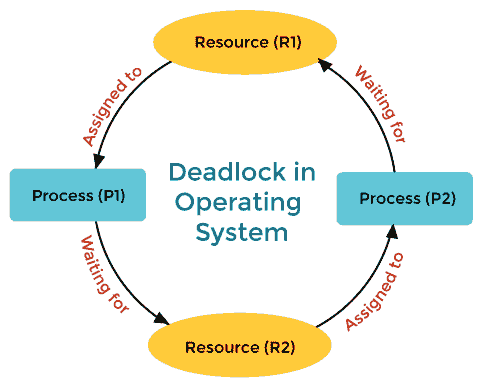 Resource (R1)
Assigned to
Waiting for
Process (P1)
Deadlock in
Operating
System
Process (P2)
Waiting for
Assigned to
Resource (R2)